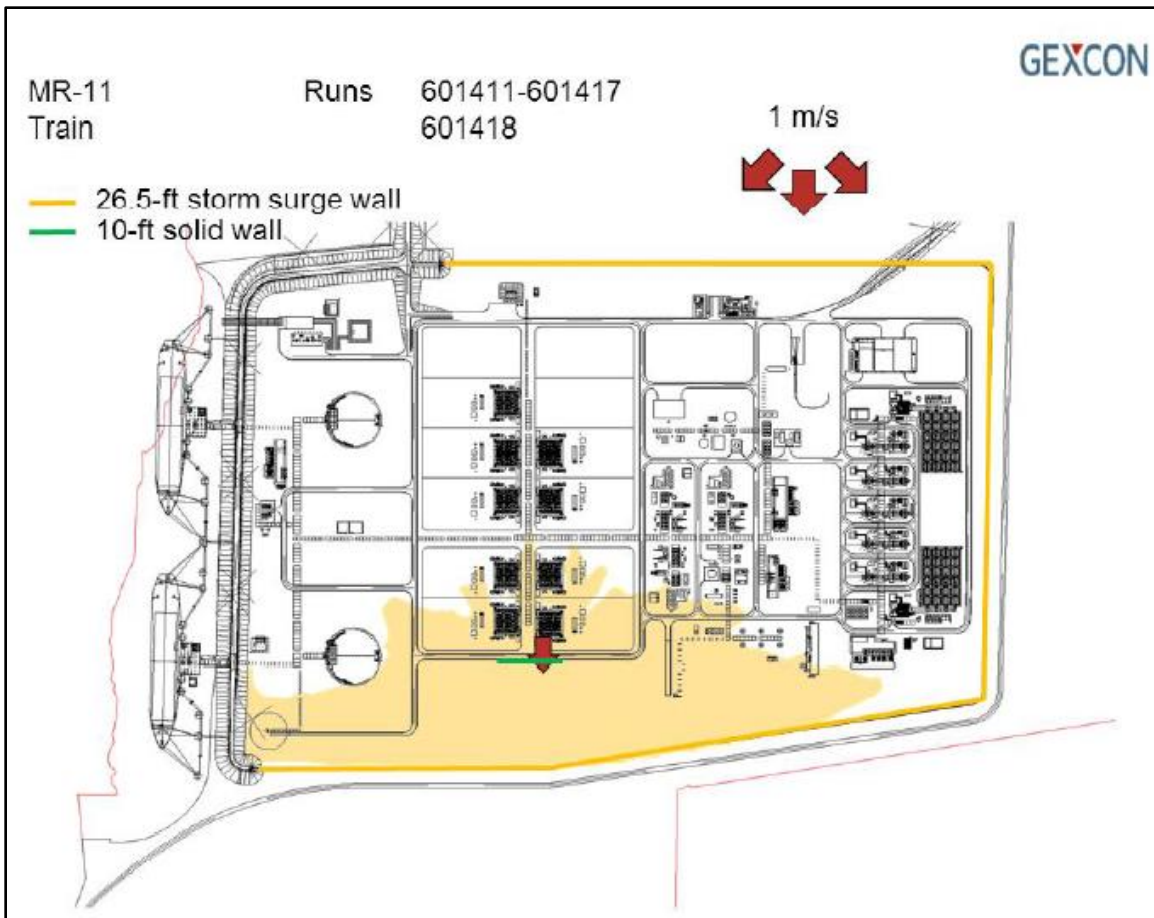 GEXCON
MR-11 Runs 601411-601417
Train 601418
1 m/s
26.5-ft storm surge wall
10-ft solid wall